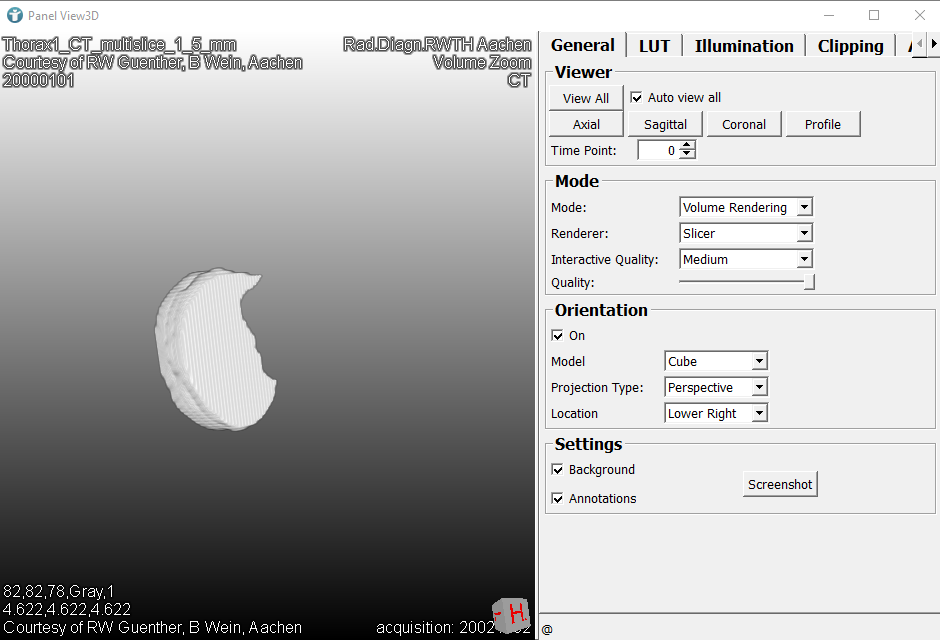 Panel View3D
Thorax1_CT_multislice_1_5_mm
Courtesy of RW Guenther, B Wein, Aachen
20000101
Rad.Diagn.RWTH Aachen
Volume Zoom
CT
82,82,78,Gray,1
4.622,4.622,4.622
Courtesy of RW Guenther, B Wein, Aachen
acquisition: 2002
H
General LUT Illumination Clipping
Viewer
View All Auto view all
Axial Sagittal Coronal Profile
Time Point: 0
Mode
Mode: Volume Rendering
Renderer: Slicer
Interactive Quality: Medium
Quality:
Orientation
On
Model Cube
Projection Type: Perspective
Location Lower Right
Settings
Background
Screenshot
Annotations
@